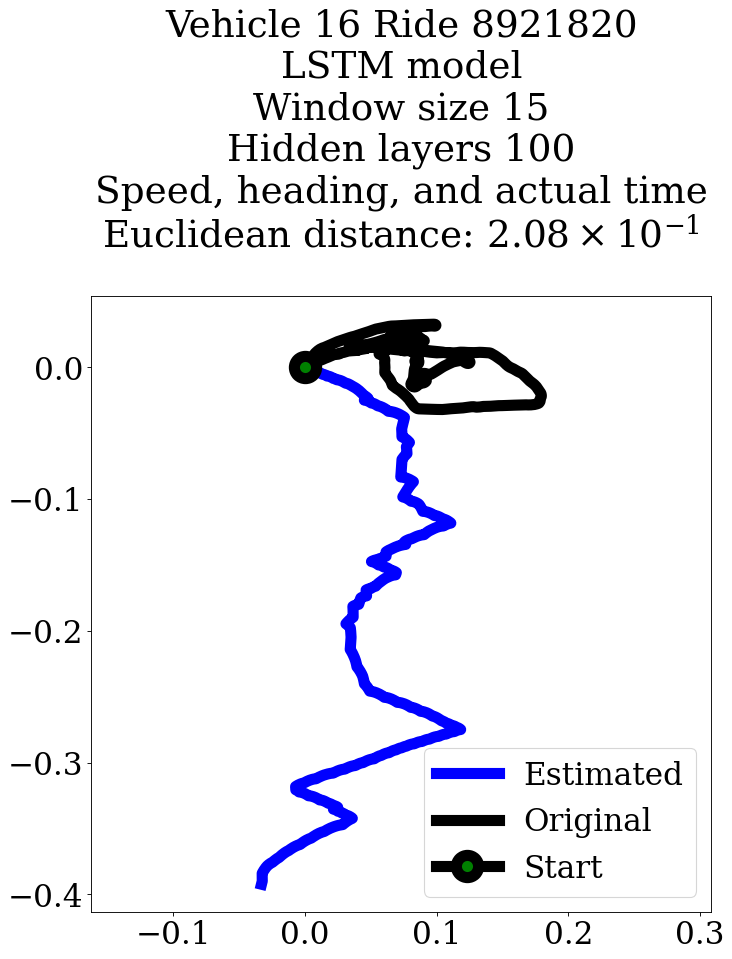 Vehicle 16 Ride 8921820
LSTM model
Window size 15
Hidden layers 100
Speed, heading, and actual time
Euclidean distance: 2.08 × 10⁻¹
0.0
−0.1
−0.2
−0.3
−0.4
Estimated
Original
Start
−0.1 0.0 0.1 0.2 0.3